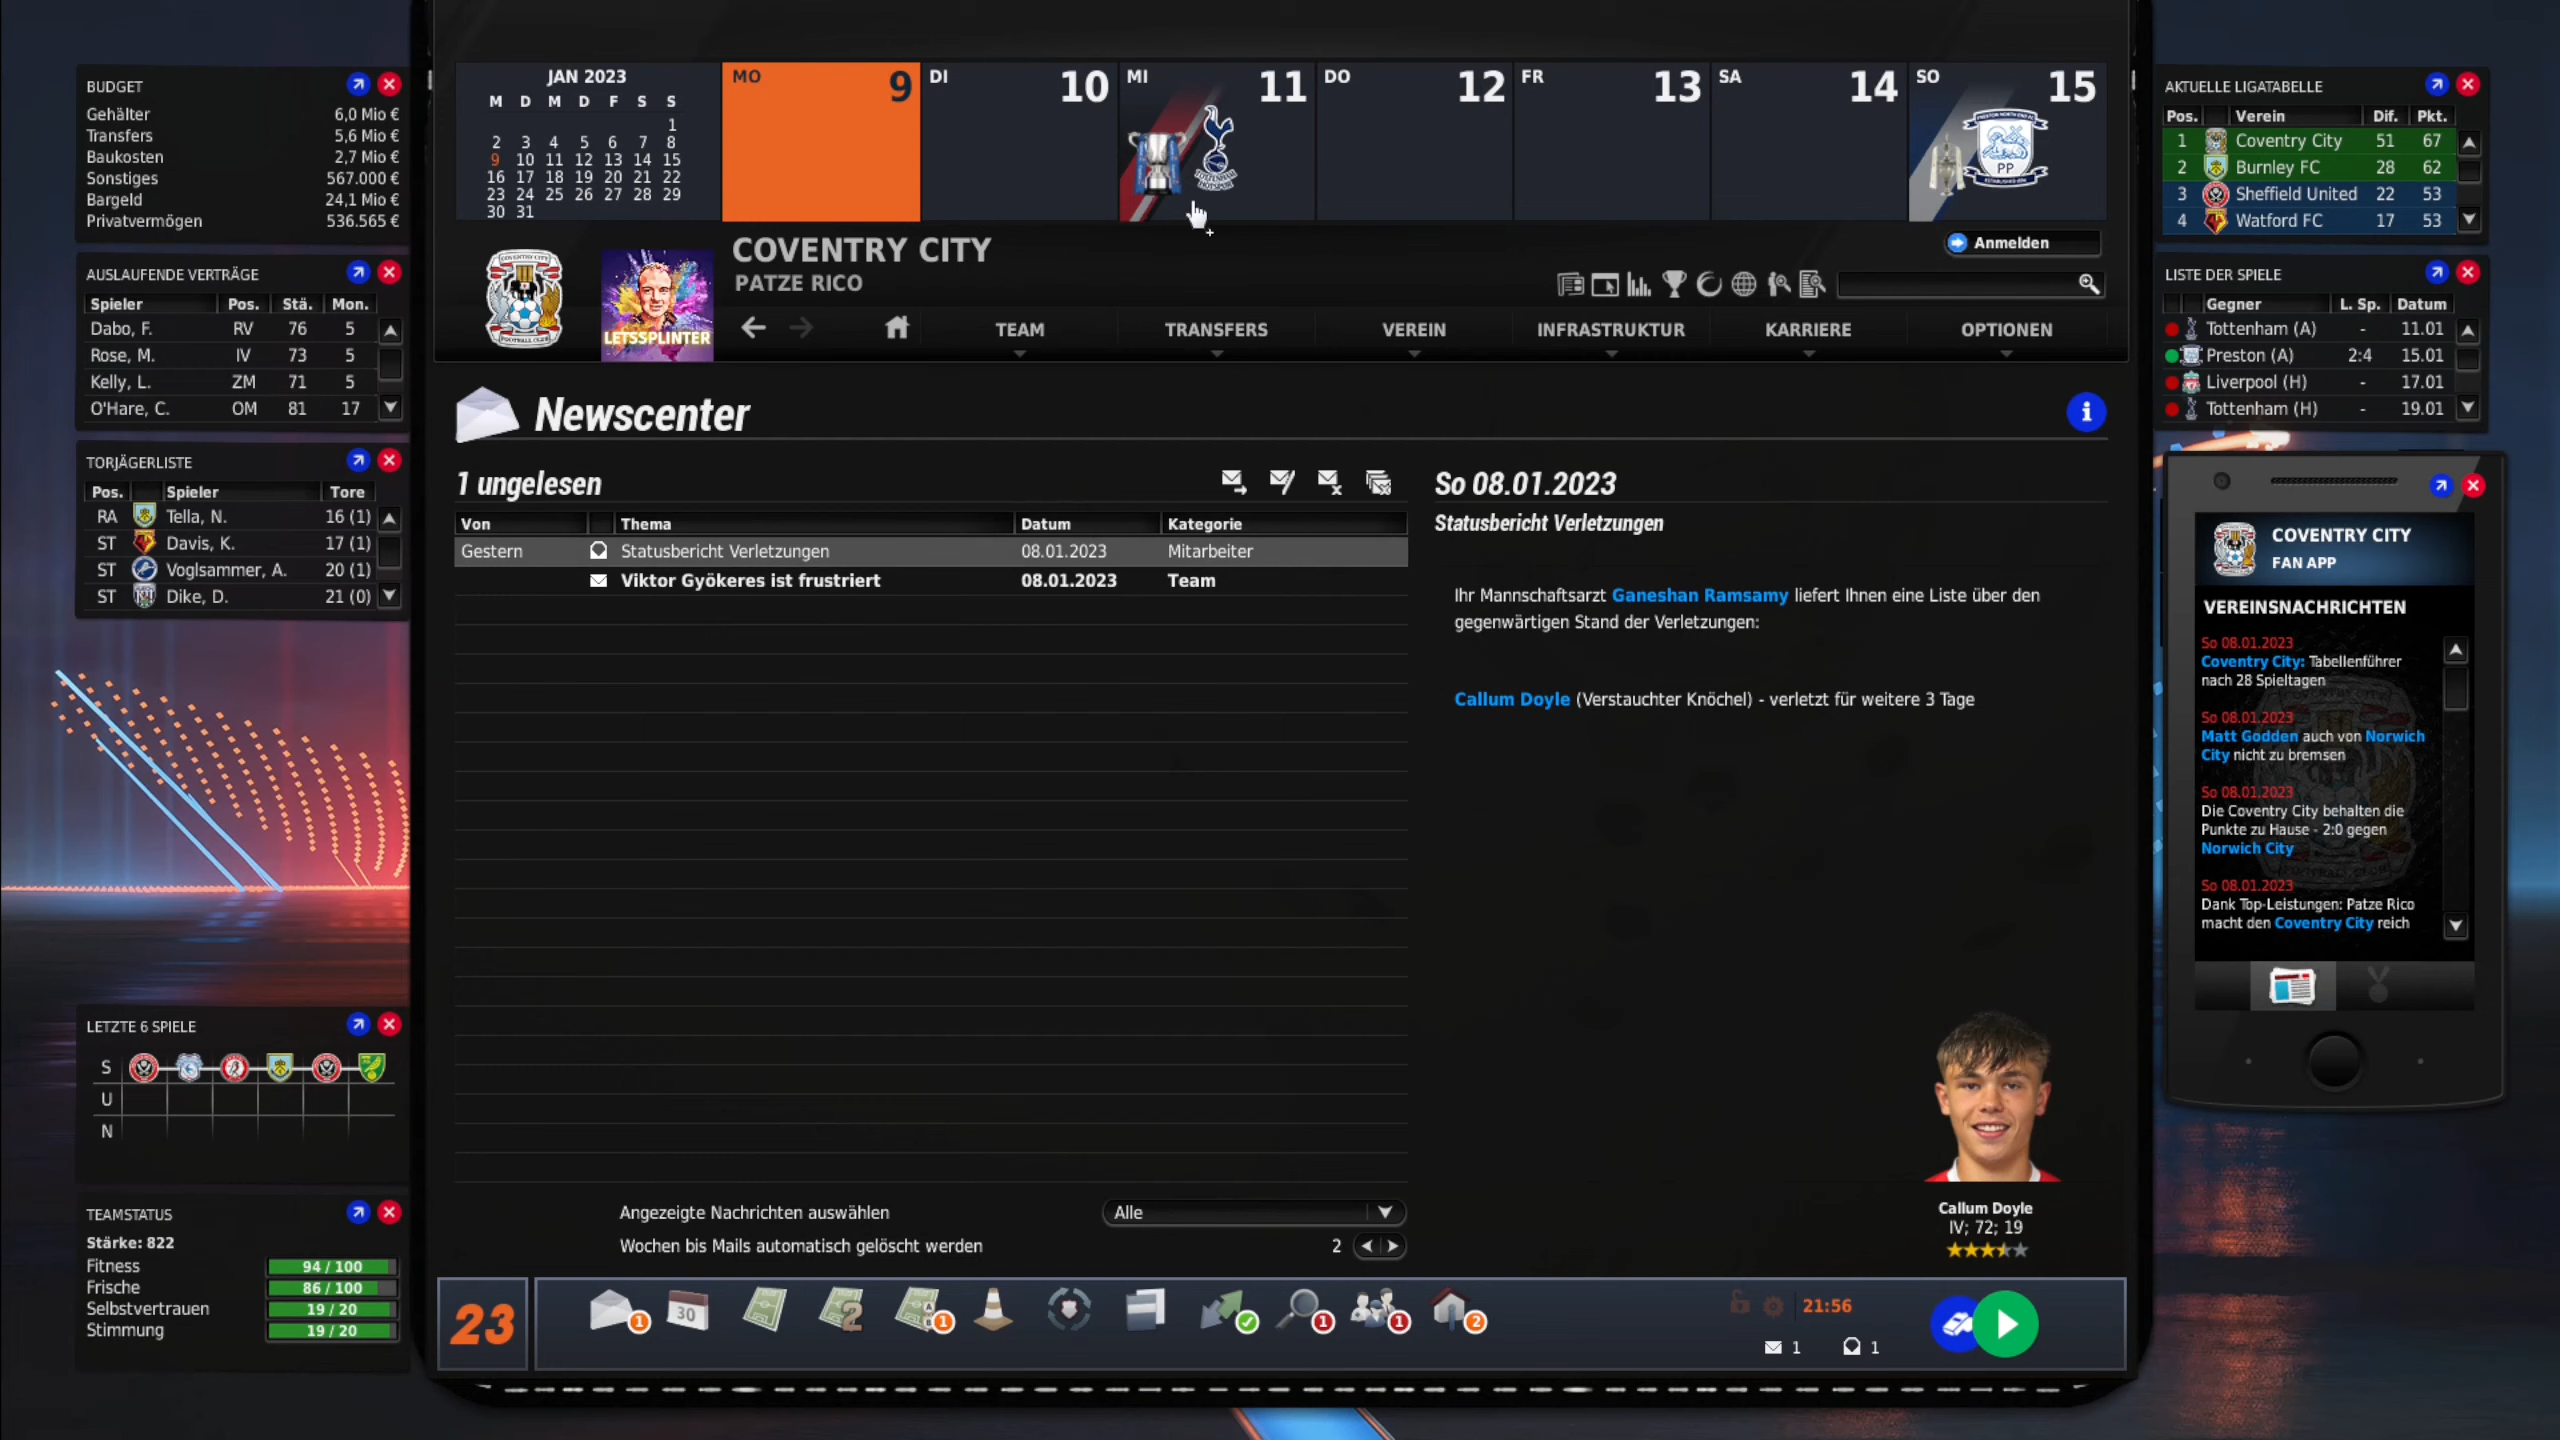 BUDGET
Gehälter 6,0 Mio €
Transfers 5,6 Mio €
Baukosten 2,7 Mio €
Sonstiges 567.000 €
Bargeld 24,1 Mio €
Privatvermögen 536.565 €
AUSLAUFENDE VERTRÄGE
Spieler Pos. Stä. Mon.
Dabo, F. RV 76 5
Rose, M. IV 73 5
Kelly, L. ZM 71 5
O'Hare, C. OM 81 17
TORJÄGERLISTE
Pos. Spieler Tore
RA Tella, N. 16 (1)
ST Davis, K. 17 (1)
ST Voglsammer, A. 20 (1)
ST Dike, D. 21 (0)
LETZTE 6 SPIELE
S
U
N
TEAMSTATUS
Stärke: 822
Fitness 94 / 100
Frische 86 / 100
Selbstvertrauen 19 / 20
Stimmung 19 / 20
JAN 2023
M D M D F S S
1
2 3 4 5 6 7 8
9 10 11 12 13 14 15
16 17 18 19 20 21 22
23 24 25 26 27 28 29
30 31
MO 9
DI 10
MI 11
DO 12
FR 13
SA 14
SO 15
PP
COVENTRY CITY
PATZE RICO
LETSSPLINTER
Anmelden
TEAM TRANSFERS VEREIN INFRASTRUKTUR KARRIERE OPTIONEN
Newscenter
1 ungelesen
Von Thema Datum Kategorie
Gestern Statusbericht Verletzungen 08.01.2023 Mitarbeiter
Viktor Gyökeres ist frustriert 08.01.2023 Team
Angezeigte Nachrichten auswählen Alle
Wochen bis Mails automatisch gelöscht werden 2
So 08.01.2023
Statusbericht Verletzungen
Ihr Mannschaftsarzt Ganeshan Ramsamy liefert Ihnen eine Liste über den
gegenwärtigen Stand der Verletzungen:
Callum Doyle (Verstauchter Knöchel) - verletzt für weitere 3 Tage
Callum Doyle
IV; 72; 19
23
1 30 2 1 1 1 2
21:56
1 1
AKTUELLE LIGATABELLE
Pos. Verein Dif. Pkt.
1 Coventry City 51 67
2 Burnley FC 28 62
3 Sheffield United 22 53
4 Watford FC 17 53
LISTE DER SPIELE
Gegner L. Sp. Datum
Tottenham (A) - 11.01
Preston (A) 2:4 15.01
Liverpool (H) - 17.01
Tottenham (H) - 19.01
COVENTRY CITY
FAN APP
VEREINSNACHRICHTEN
So 08.01.2023
Coventry City: Tabellenführer
nach 28 Spieltagen
So 08.01.2023
Matt Godden auch von Norwich
City nicht zu bremsen
So 08.01.2023
Die Coventry City behalten die
Punkte zu Hause - 2:0 gegen
Norwich City
So 08.01.2023
Dank Top-Leistungen: Patze Rico
macht den Coventry City reich